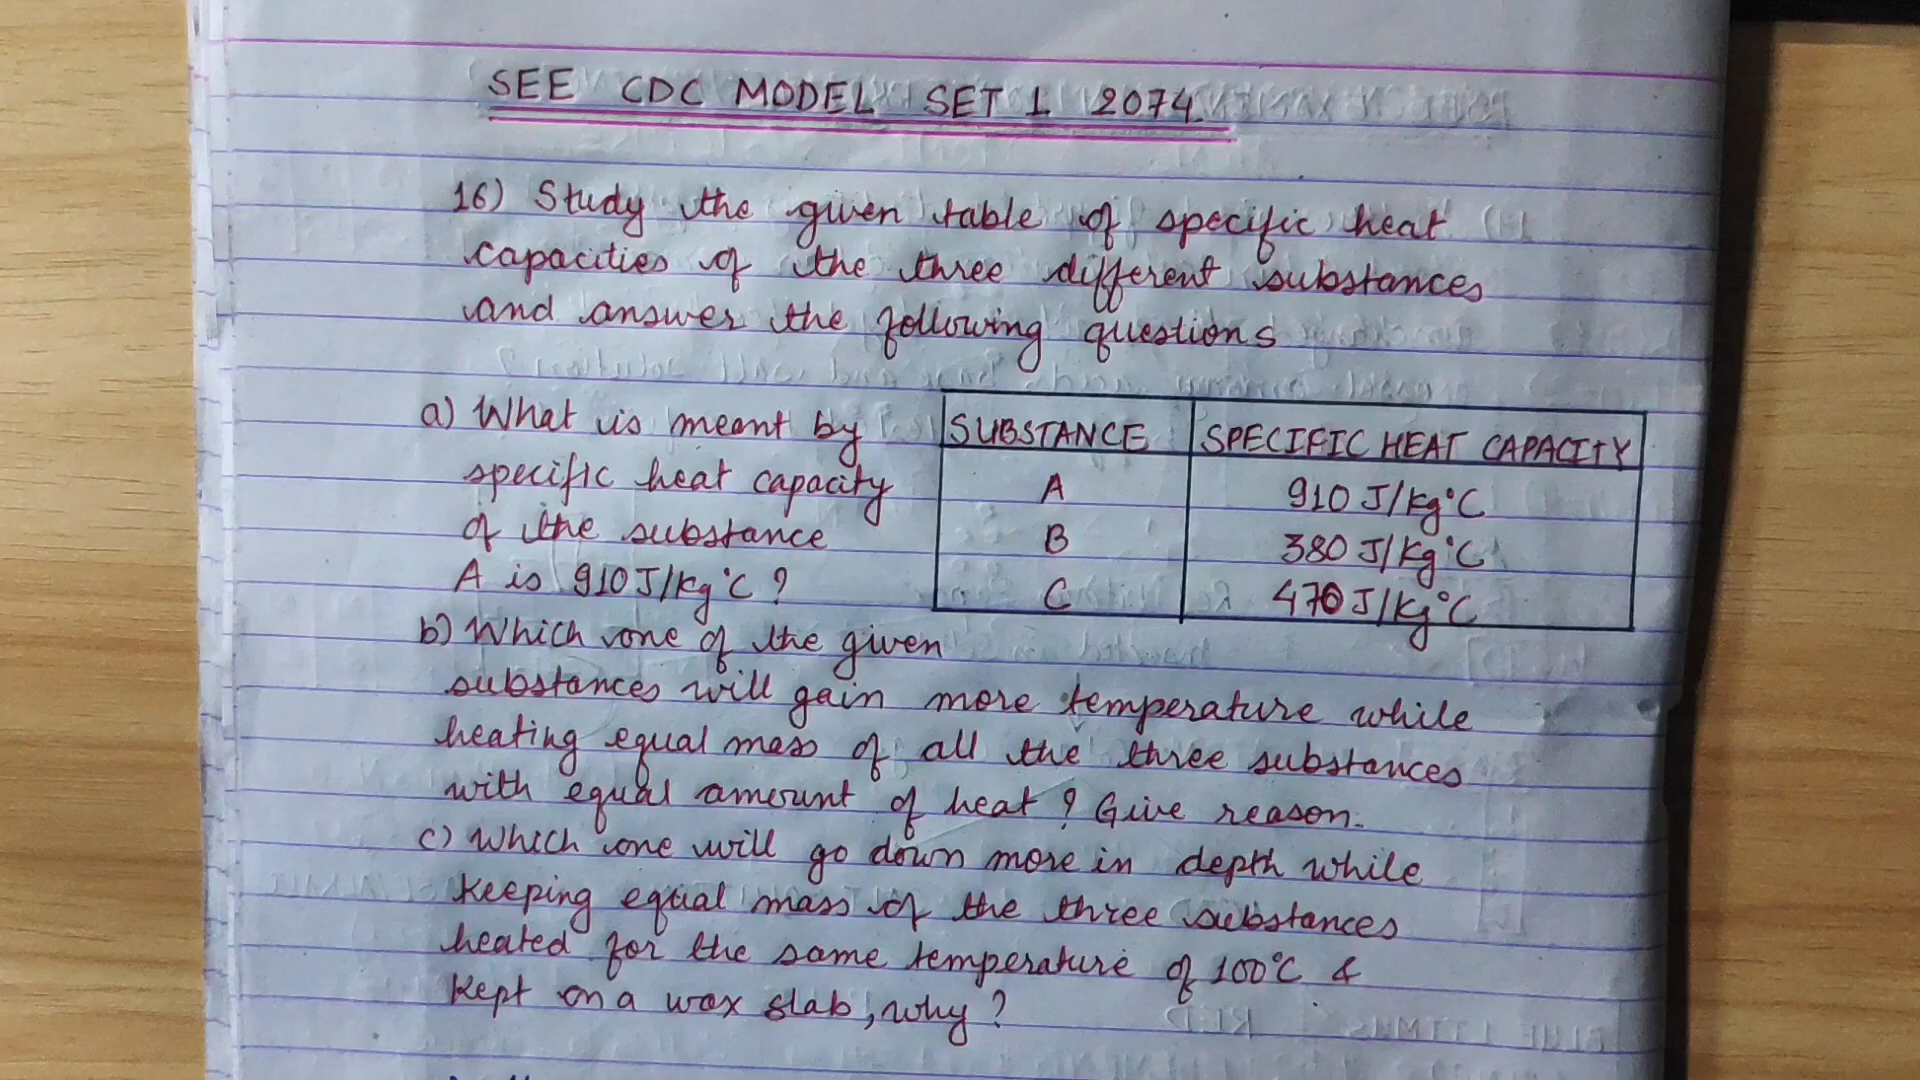 SEE CDC MODEL SET 1 2074
16) Study the given table of specific heat
capacities of the three different substances
and answer the following questions
a) What is meant by
specific heat capacity
of the substance
A is 910 J/kg°C ?
SUBSTANCE SPECIFIC HEAT CAPACITY
A 910 J/kg°C
B 380 J/kg°C
C 470 J/kg°C
b) Which one of the given
substances will gain more temperature while
heating equal mass of all the three substances
with equal amount of heat ? Give reason.
c) Which one will go down more in depth while
keeping equal mass of the three substances
heated for the same temperature of 100°C &
kept on a wax slab, why ?